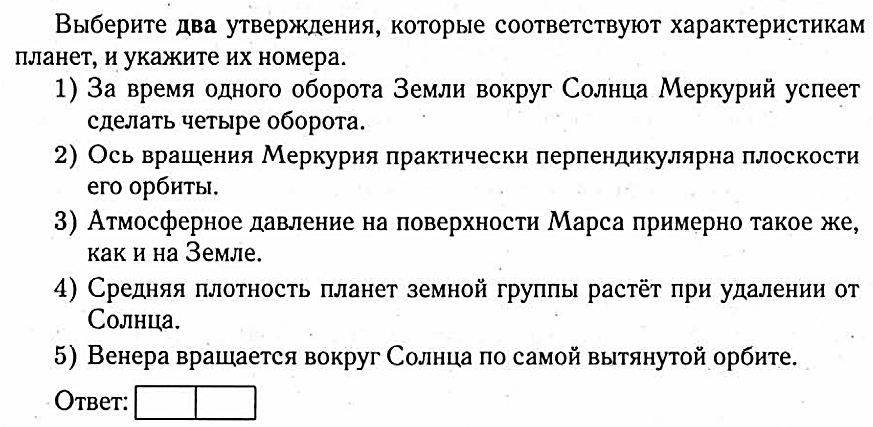 Выберите два утверждения, которые соответствуют характеристикам
планет, и укажите их номера.
1) За время одного оборота Земли вокруг Солнца Меркурий успеет
сделать четыре оборота.
2) Ось вращения Меркурия практически перпендикулярна плоскости
его орбиты.
3) Атмосферное давление на поверхности Марса примерно такое же,
как и на Земле.
4) Средняя плотность планет земной группы растёт при удалении от
Солнца.
5) Венера вращается вокруг Солнца по самой вытянутой орбите.
Ответ: